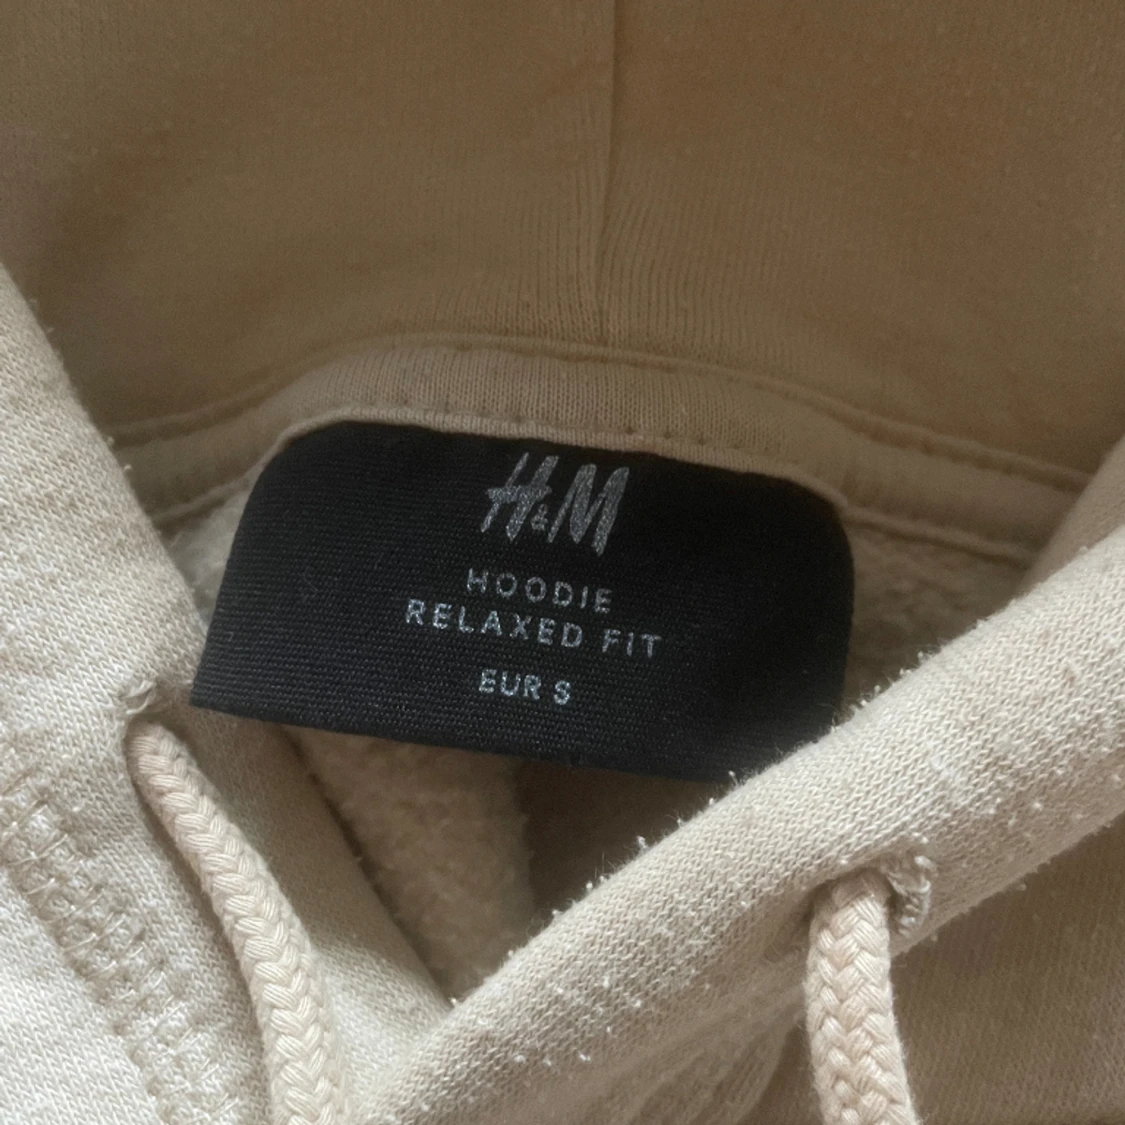 H&M
HOODIE
RELAXED FIT
EUR S